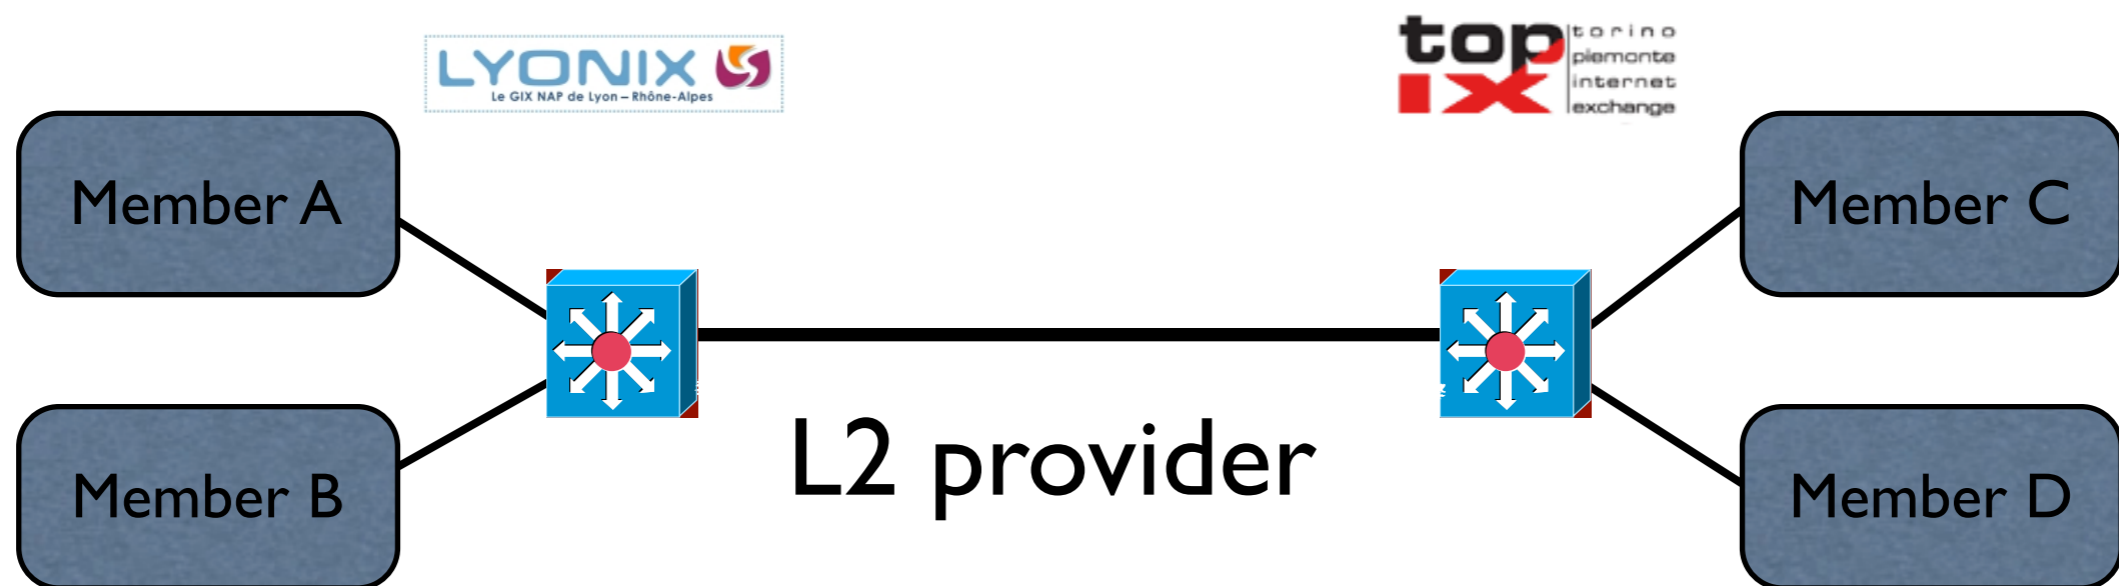 LYONIX
Le GIX NAP de Lyon – Rhône-Alpes
top
ix
torino
piemonte
internet
exchange
Member A
Member C
L2 provider
Member B
Member D